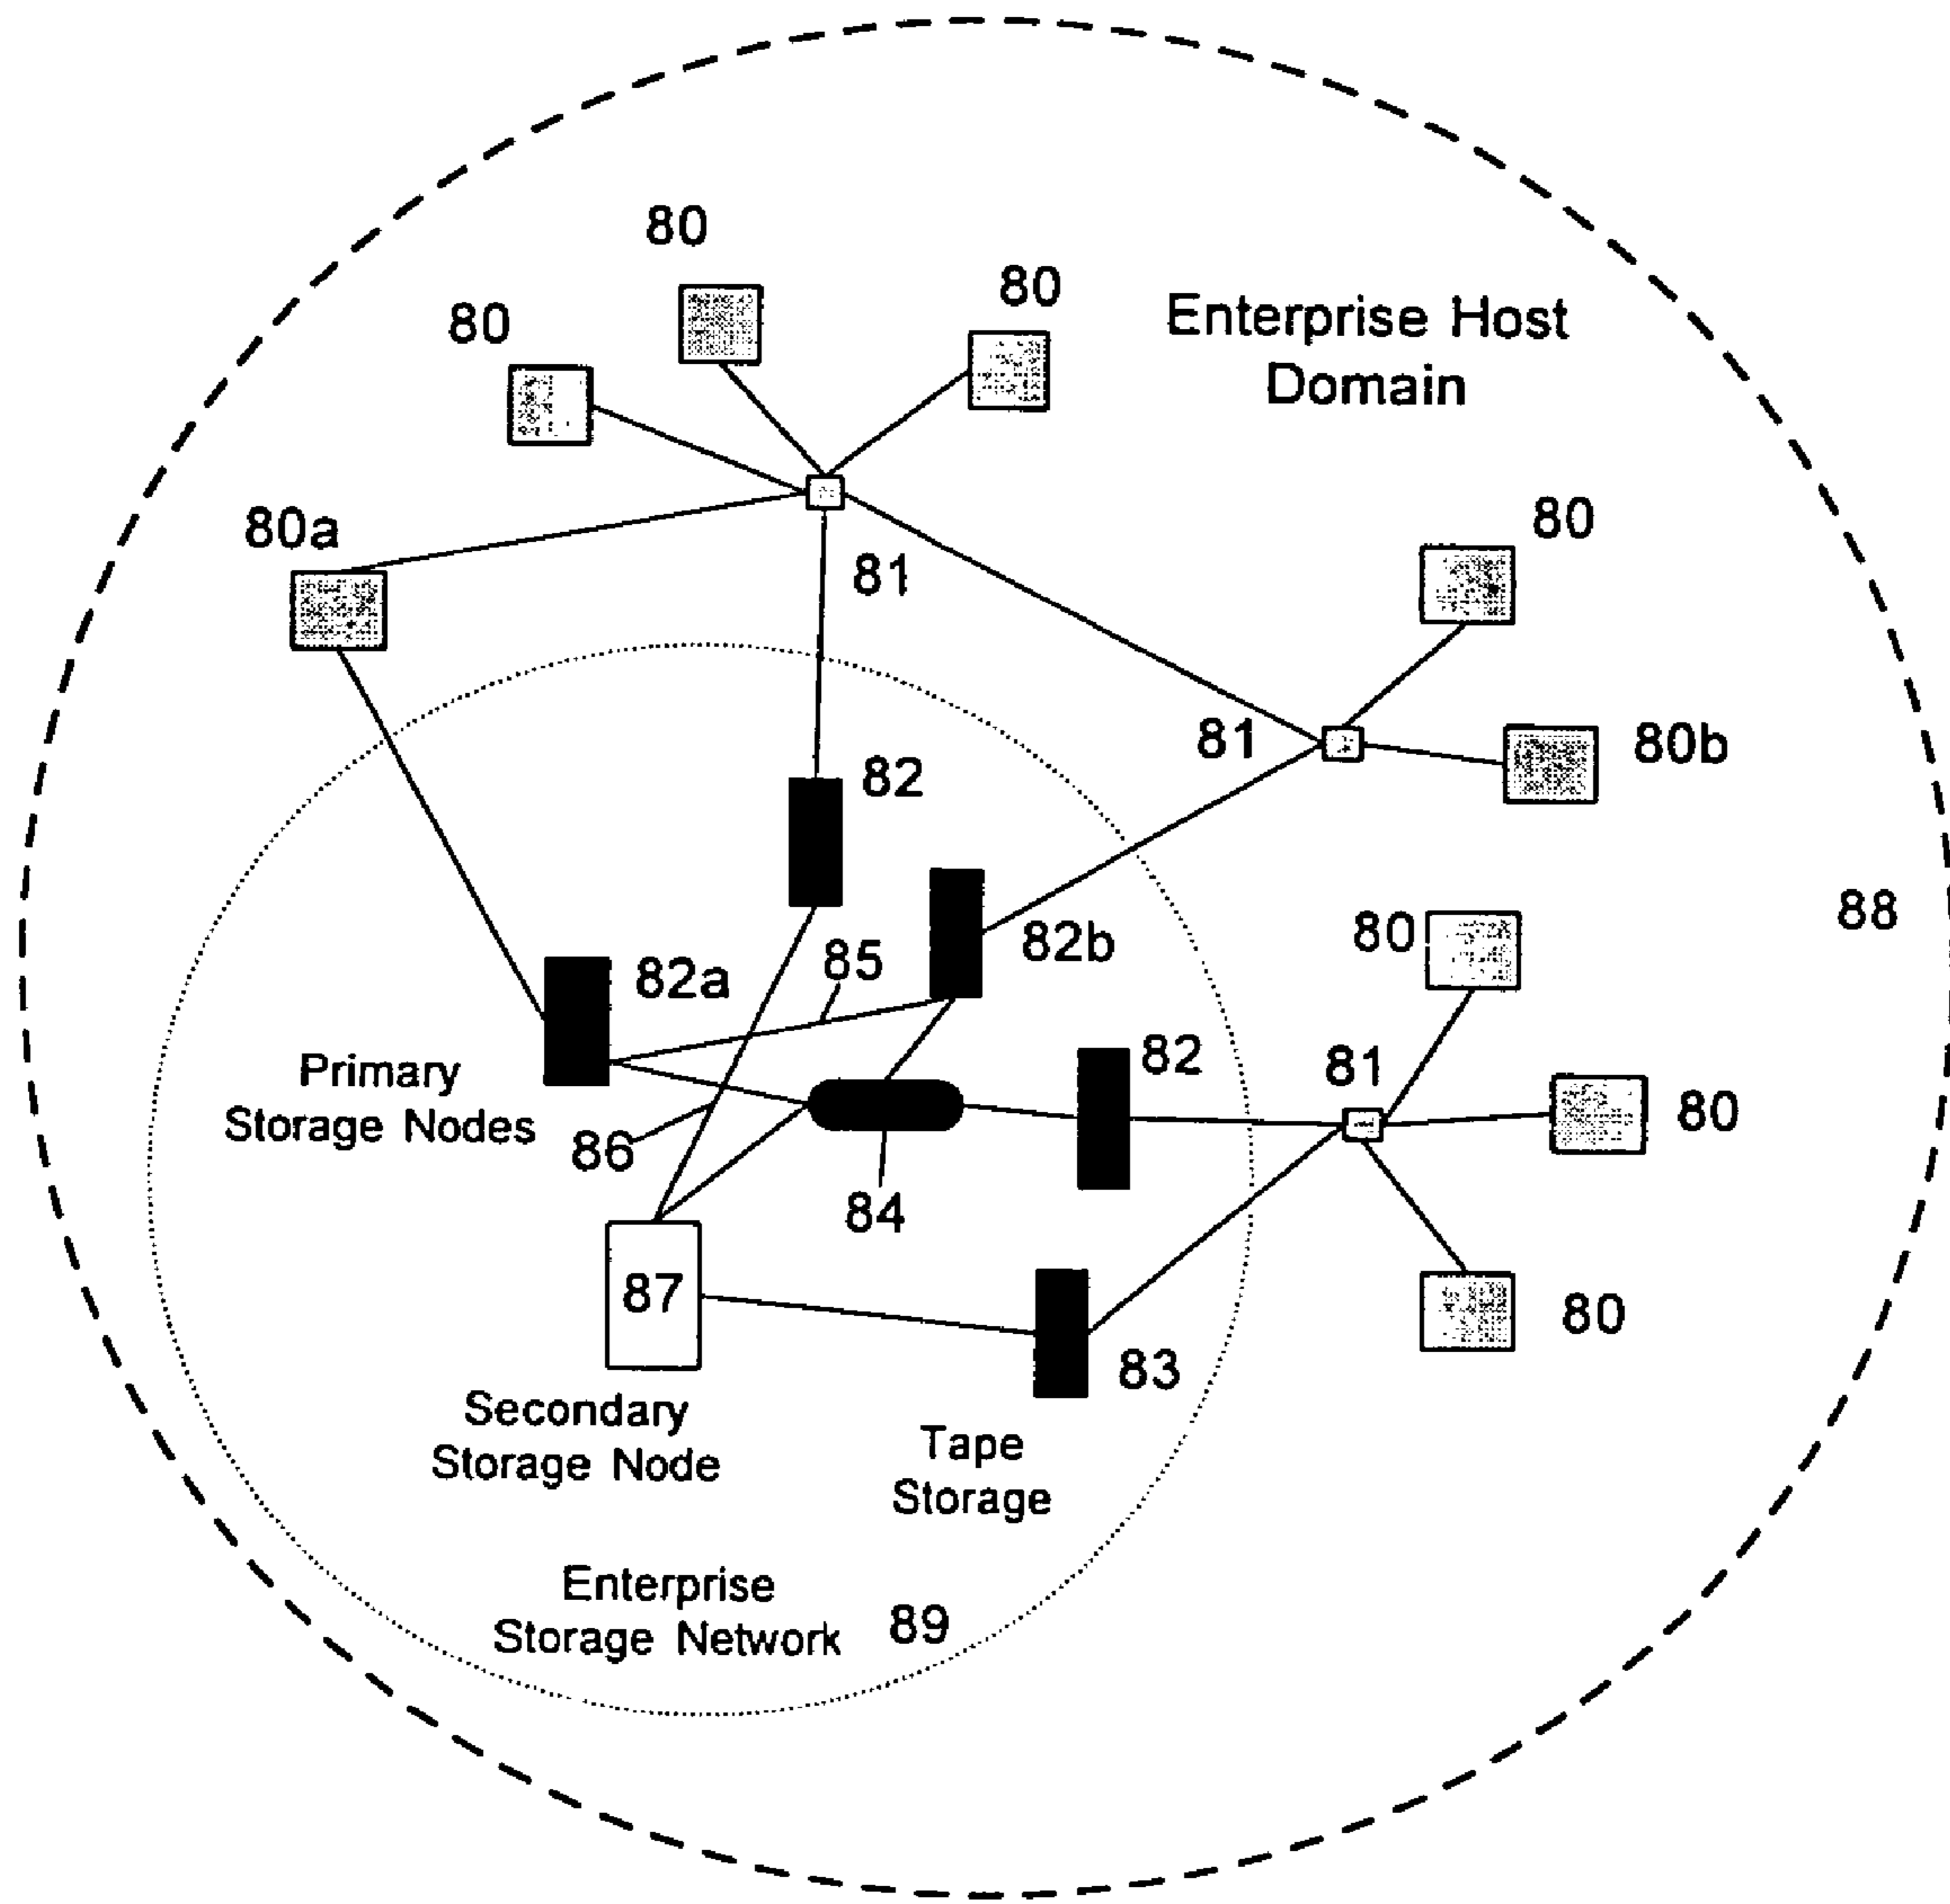 80
80
80
Enterprise Host
Domain
80a
81
80
81
80b
82
82b
88
80
85
82a
82
81
80
Primary
Storage Nodes
86
84
87
83
80
Secondary
Storage Node
Tape
Storage
Enterprise
Storage Network
89